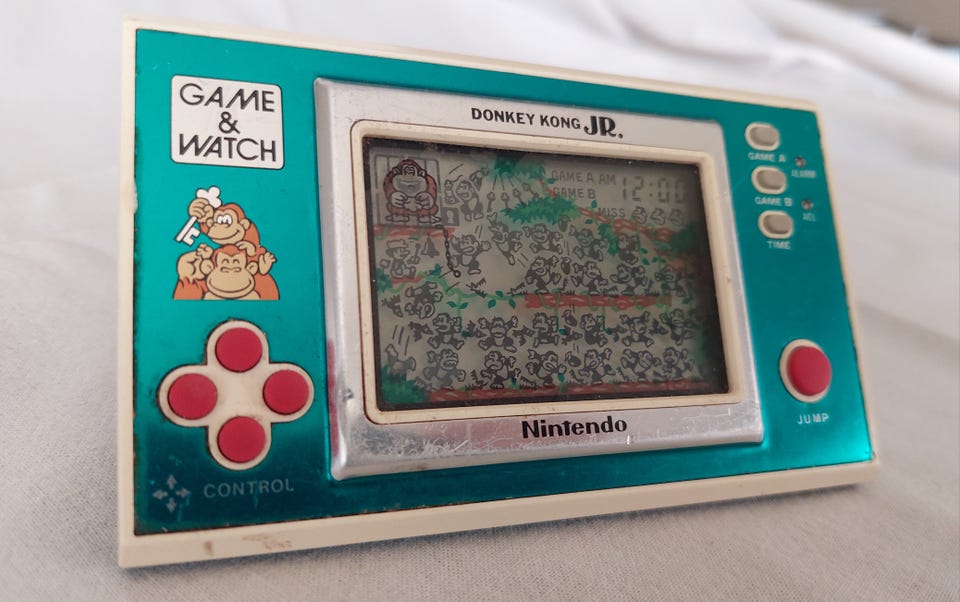 GAME
&
WATCH
DONKEY KONG JR.
GAME A AM
GAME B
12:00
MISS
GAME A
ALARM
GAME B
ACL
TIME
JUMP
Nintendo
CONTROL